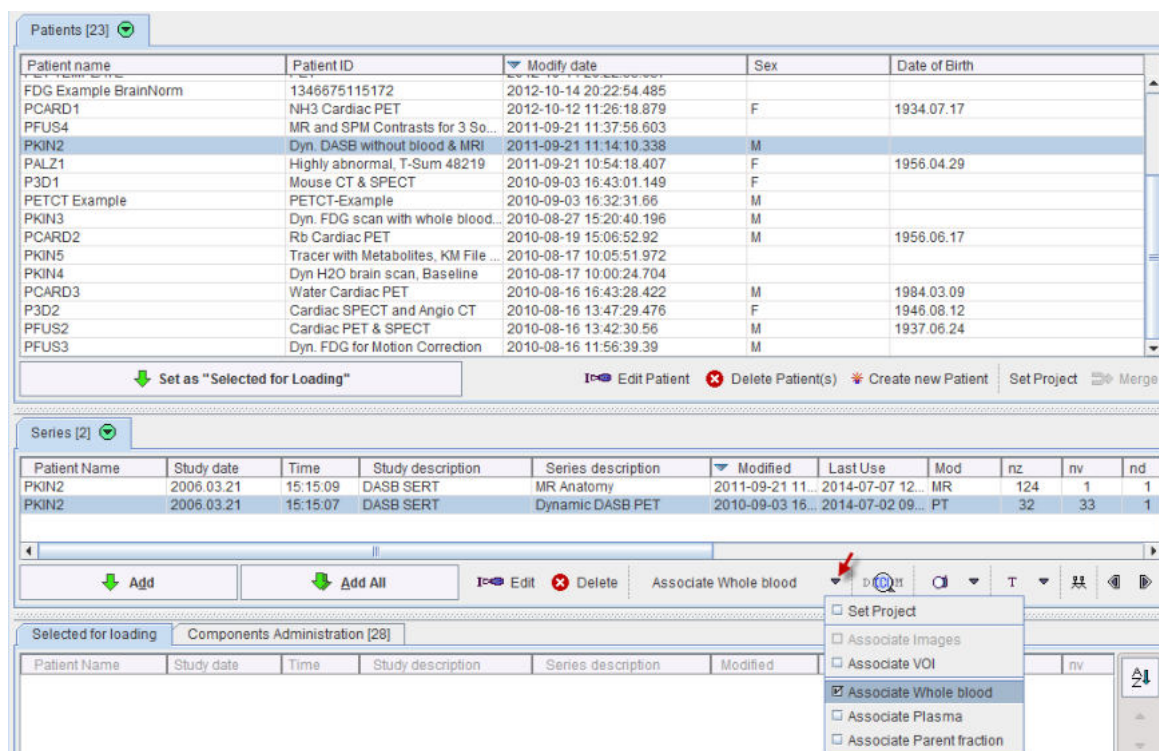 Patients [23]
Patient name Patient ID Modify date Sex Date of Birth
FDG Example BrainNorm 1346675115172 2012-10-14 20:22:54.485
PCARD1 NH3 Cardiac PET 2012-10-12 11:26:18.879 F 1934.07.17
PFUS4 MR and SPM Contrasts for 3 So... 2011-09-21 11:37:56.603
PKIN2 Dyn. DASB without blood & MRI 2011-09-21 11:14:10.338 M
PALZ1 Highly abnormal, T-Sum 48219 2011-09-21 10:54:18.407 F 1956.04.29
P3D1 Mouse CT & SPECT 2010-09-03 16:43:01.149 F
PETCT Example PETCT-Example 2010-09-03 16:32:31.66 M
PKIN3 Dyn. FDG scan with whole blood... 2010-08-27 15:20:40.196 M
PCARD2 Rb Cardiac PET 2010-08-19 15:06:52.92 M 1956.06.17
PKIN5 Tracer with Metabolites, KM File ... 2010-08-17 10:05:51.972
PKIN4 Dyn H2O brain scan, Baseline 2010-08-17 10:00:24.704
PCARD3 Water Cardiac PET 2010-08-16 16:43:28.422 M 1984.03.09
P3D2 Cardiac SPECT and Angio CT 2010-08-16 13:47:29.476 F 1946.08.12
PFUS2 Cardiac PET & SPECT 2010-08-16 13:42:30.56 M 1937.06.24
PFUS3 Dyn. FDG for Motion Correction 2010-08-16 11:56:39.39 M
Set as "Selected for Loading" Edit Patient Delete Patient(s) Create new Patient Set Project Merge
Series [2]
Patient Name Study date Time Study description Series description Modified Last Use Mod nz nv nd
PKIN2 2006.03.21 15:15:09 DASB SERT MR Anatomy 2011-09-21 11... 2014-07-07 12... MR 124 1 1
PKIN2 2006.03.21 15:15:07 DASB SERT Dynamic DASB PET 2010-09-03 16... 2014-07-02 09... PT 32 33 1
Add Add All Edit Delete Associate Whole blood T
Set Project
Selected for loading Components Administration [28]
Associate Images
Patient Name Study date Time Study description Series description Modified nv
Associate VOI
Associate Whole blood
Associate Plasma
Associate Parent fraction